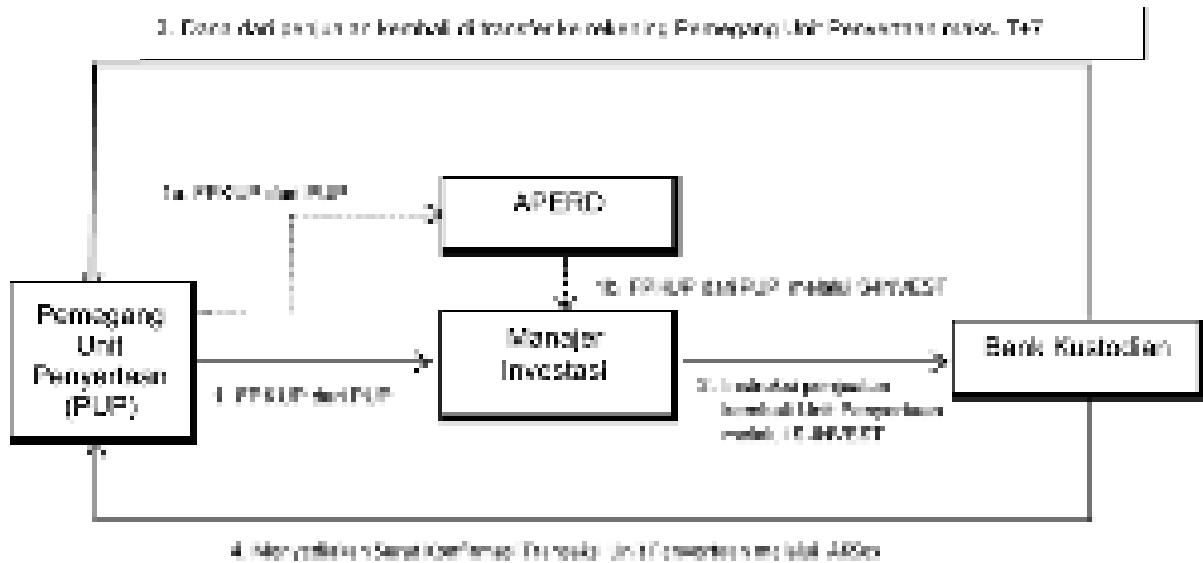 3. Dana dari penjualan kembali di transfer ke rekening Pemegang Unit Penyertaan maks. T+7
1a. FPKUP dari PUP
APERD
1b. FPKUP dari PUP melalui S-INVEST
Pemegang
Unit
Penyertaan
(PUP)
Manajer
Investasi
Bank Kustodian
1. FPKUP dari PUP
2. Instruksi penjualan
kembali Unit Penyertaan
melalui S-INVEST
4. Menyediakan Surat Konfirmasi Transaksi Unit Penyertaan melalui AKSes